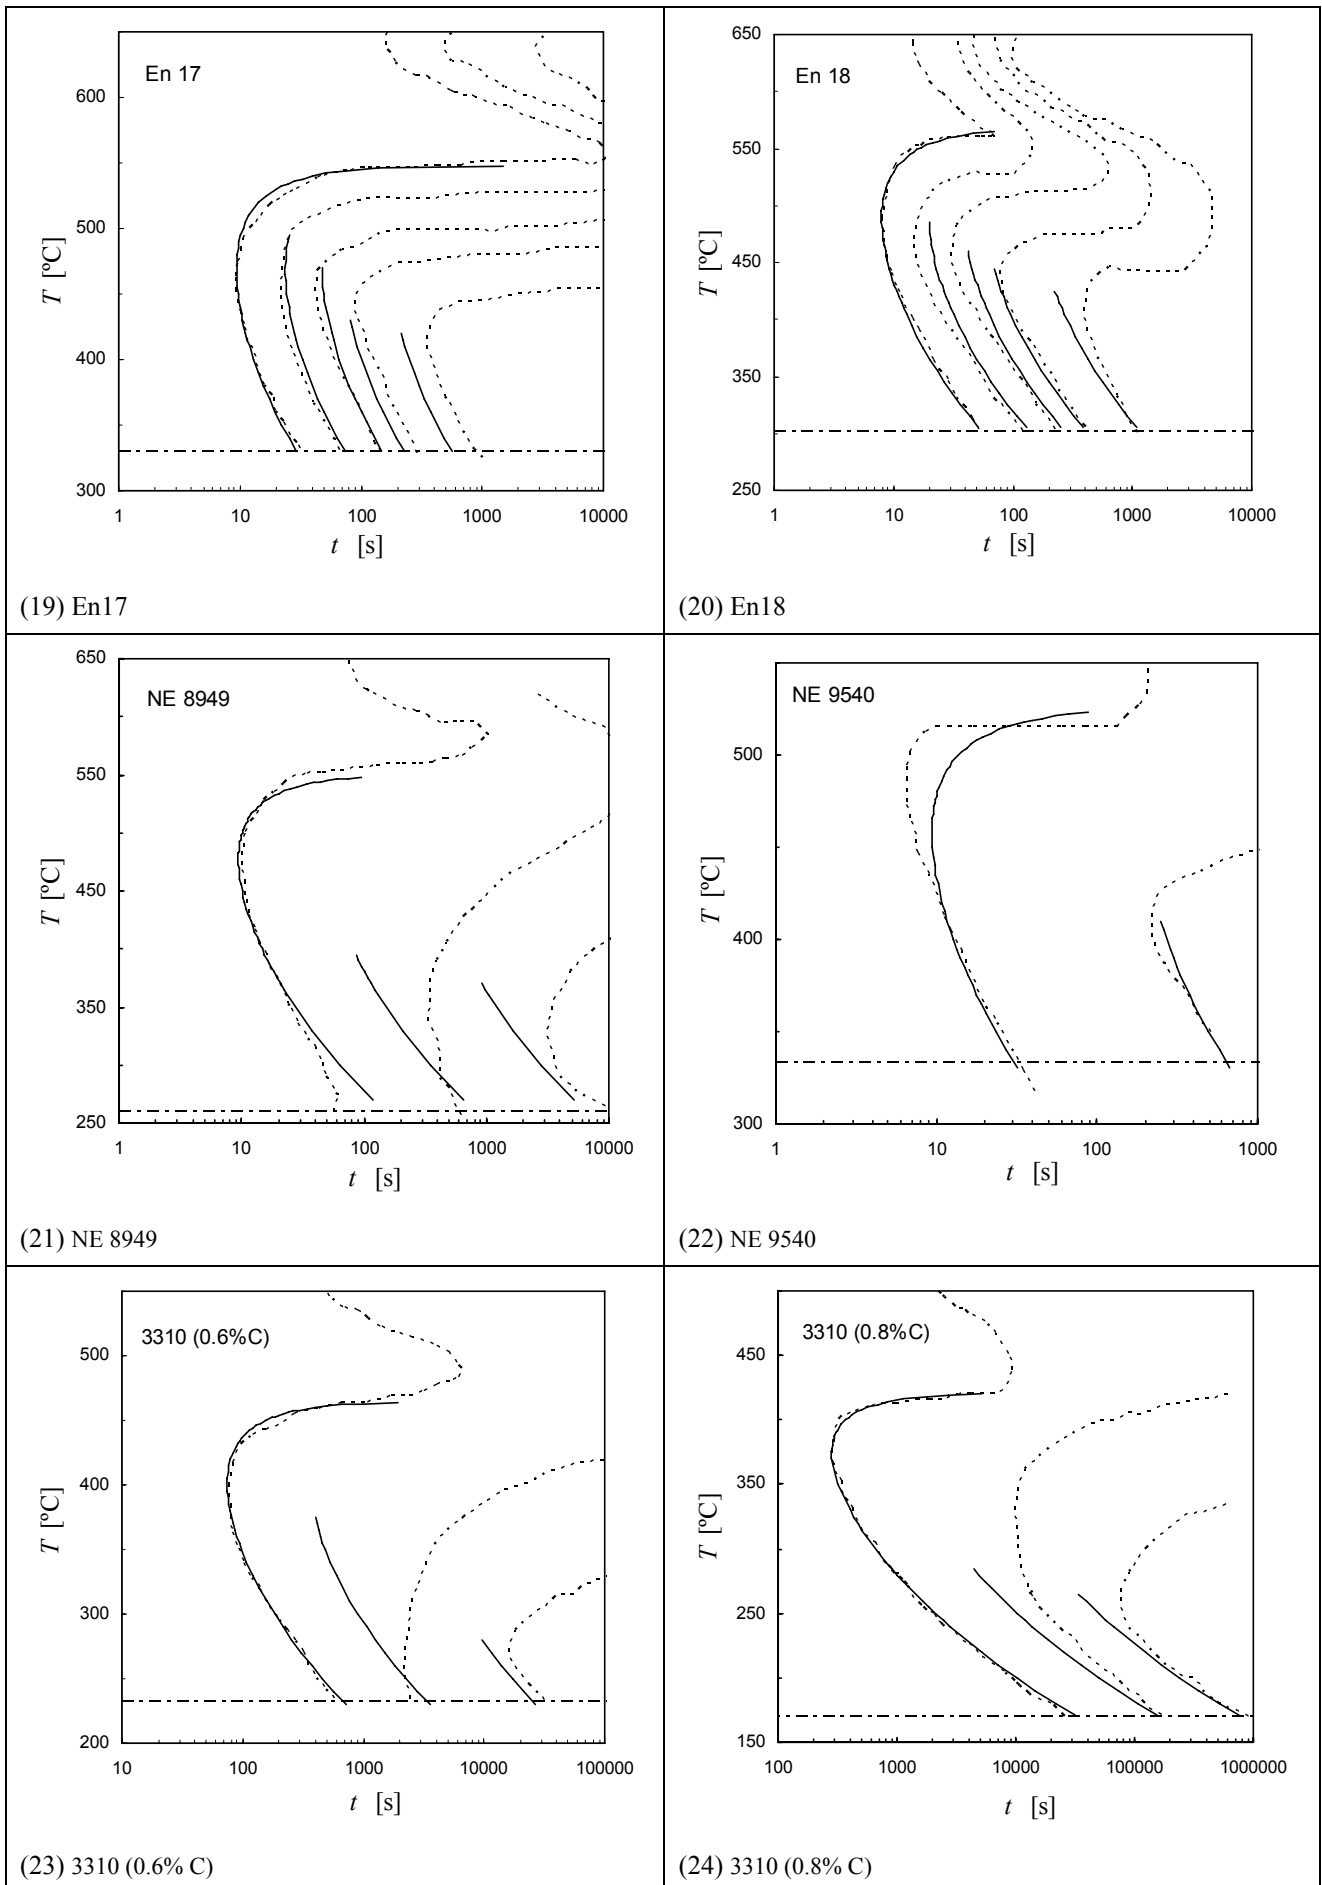 En 17
600
500
400
300
T [ºC]
1 10 100 1000 10000
t [s]
(19) En17
En 18
650
550
450
350
250
T [ºC]
1 10 100 1000 10000
t [s]
(20) En18
NE 8949
650
550
450
350
250
T [ºC]
1 10 100 1000 10000
t [s]
(21) NE 8949
NE 9540
500
400
300
T [ºC]
1 10 100 1000
t [s]
(22) NE 9540
3310 (0.6%C)
500
400
300
200
T [ºC]
10 100 1000 10000 100000
t [s]
(23) 3310 (0.6% C)
3310 (0.8%C)
450
350
250
150
T [ºC]
100 1000 10000 100000 1000000
t [s]
(24) 3310 (0.8% C)